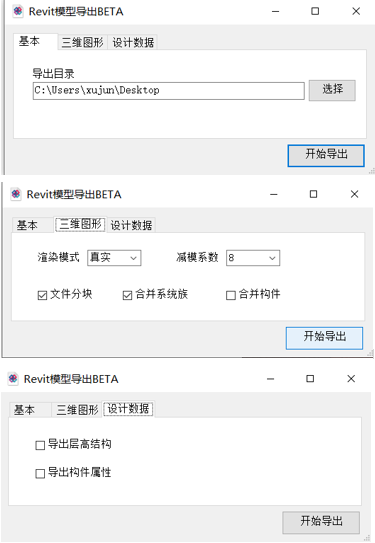 Revit模型导出BETA
基本 三维图形 设计数据
导出目录
C:\Users\xujun\Desktop 选择
开始导出
Revit模型导出BETA
基本 三维图形 设计数据
渲染模式 真实 减模系数 8
文件分块 合并系统族 合并构件
开始导出
Revit模型导出BETA
基本 三维图形 设计数据
导出层高结构
导出构件属性
开始导出